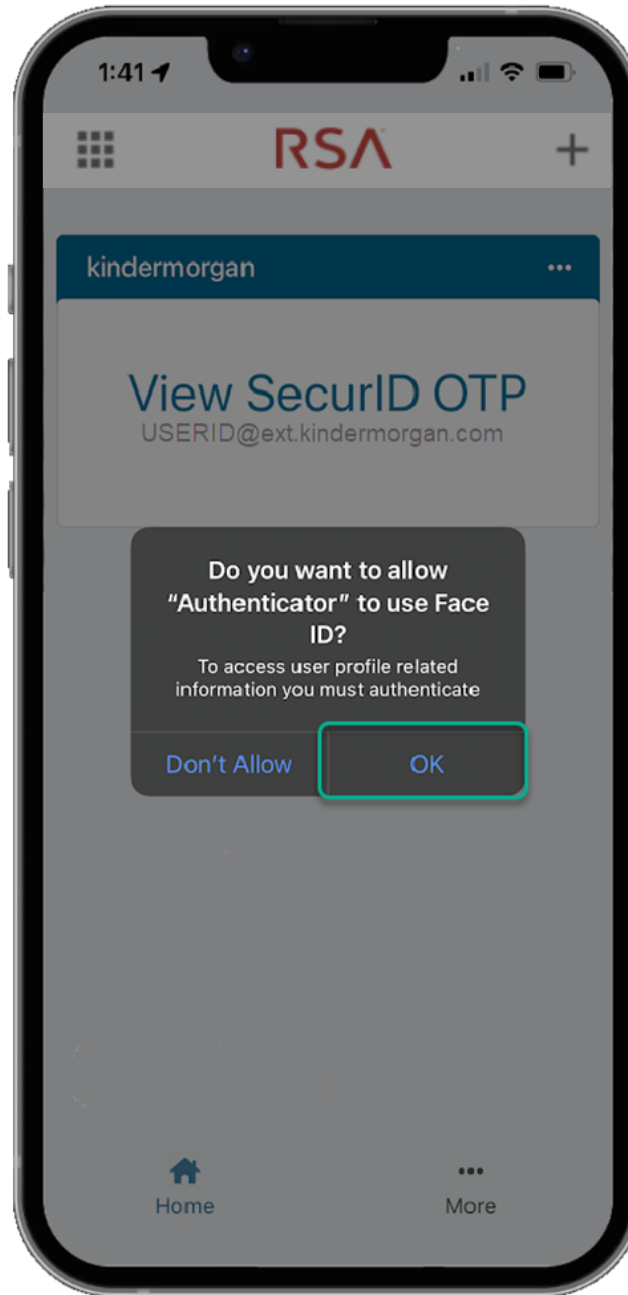 1:41
RSA
kindermorgan
View SecurID OTP
USERID@ext.kindermorgan.com
Do you want to allow
“Authenticator” to use Face
ID?
To access user profile related
information you must authenticate
Don't Allow
OK
Home
More